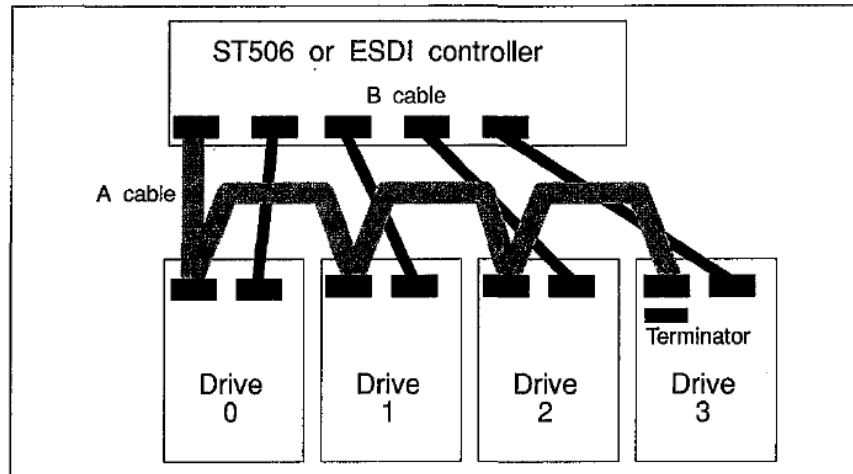 ST506 or ESDI controller
B cable
A cable
Terminator
Drive
0
Drive
1
Drive
2
Drive
3